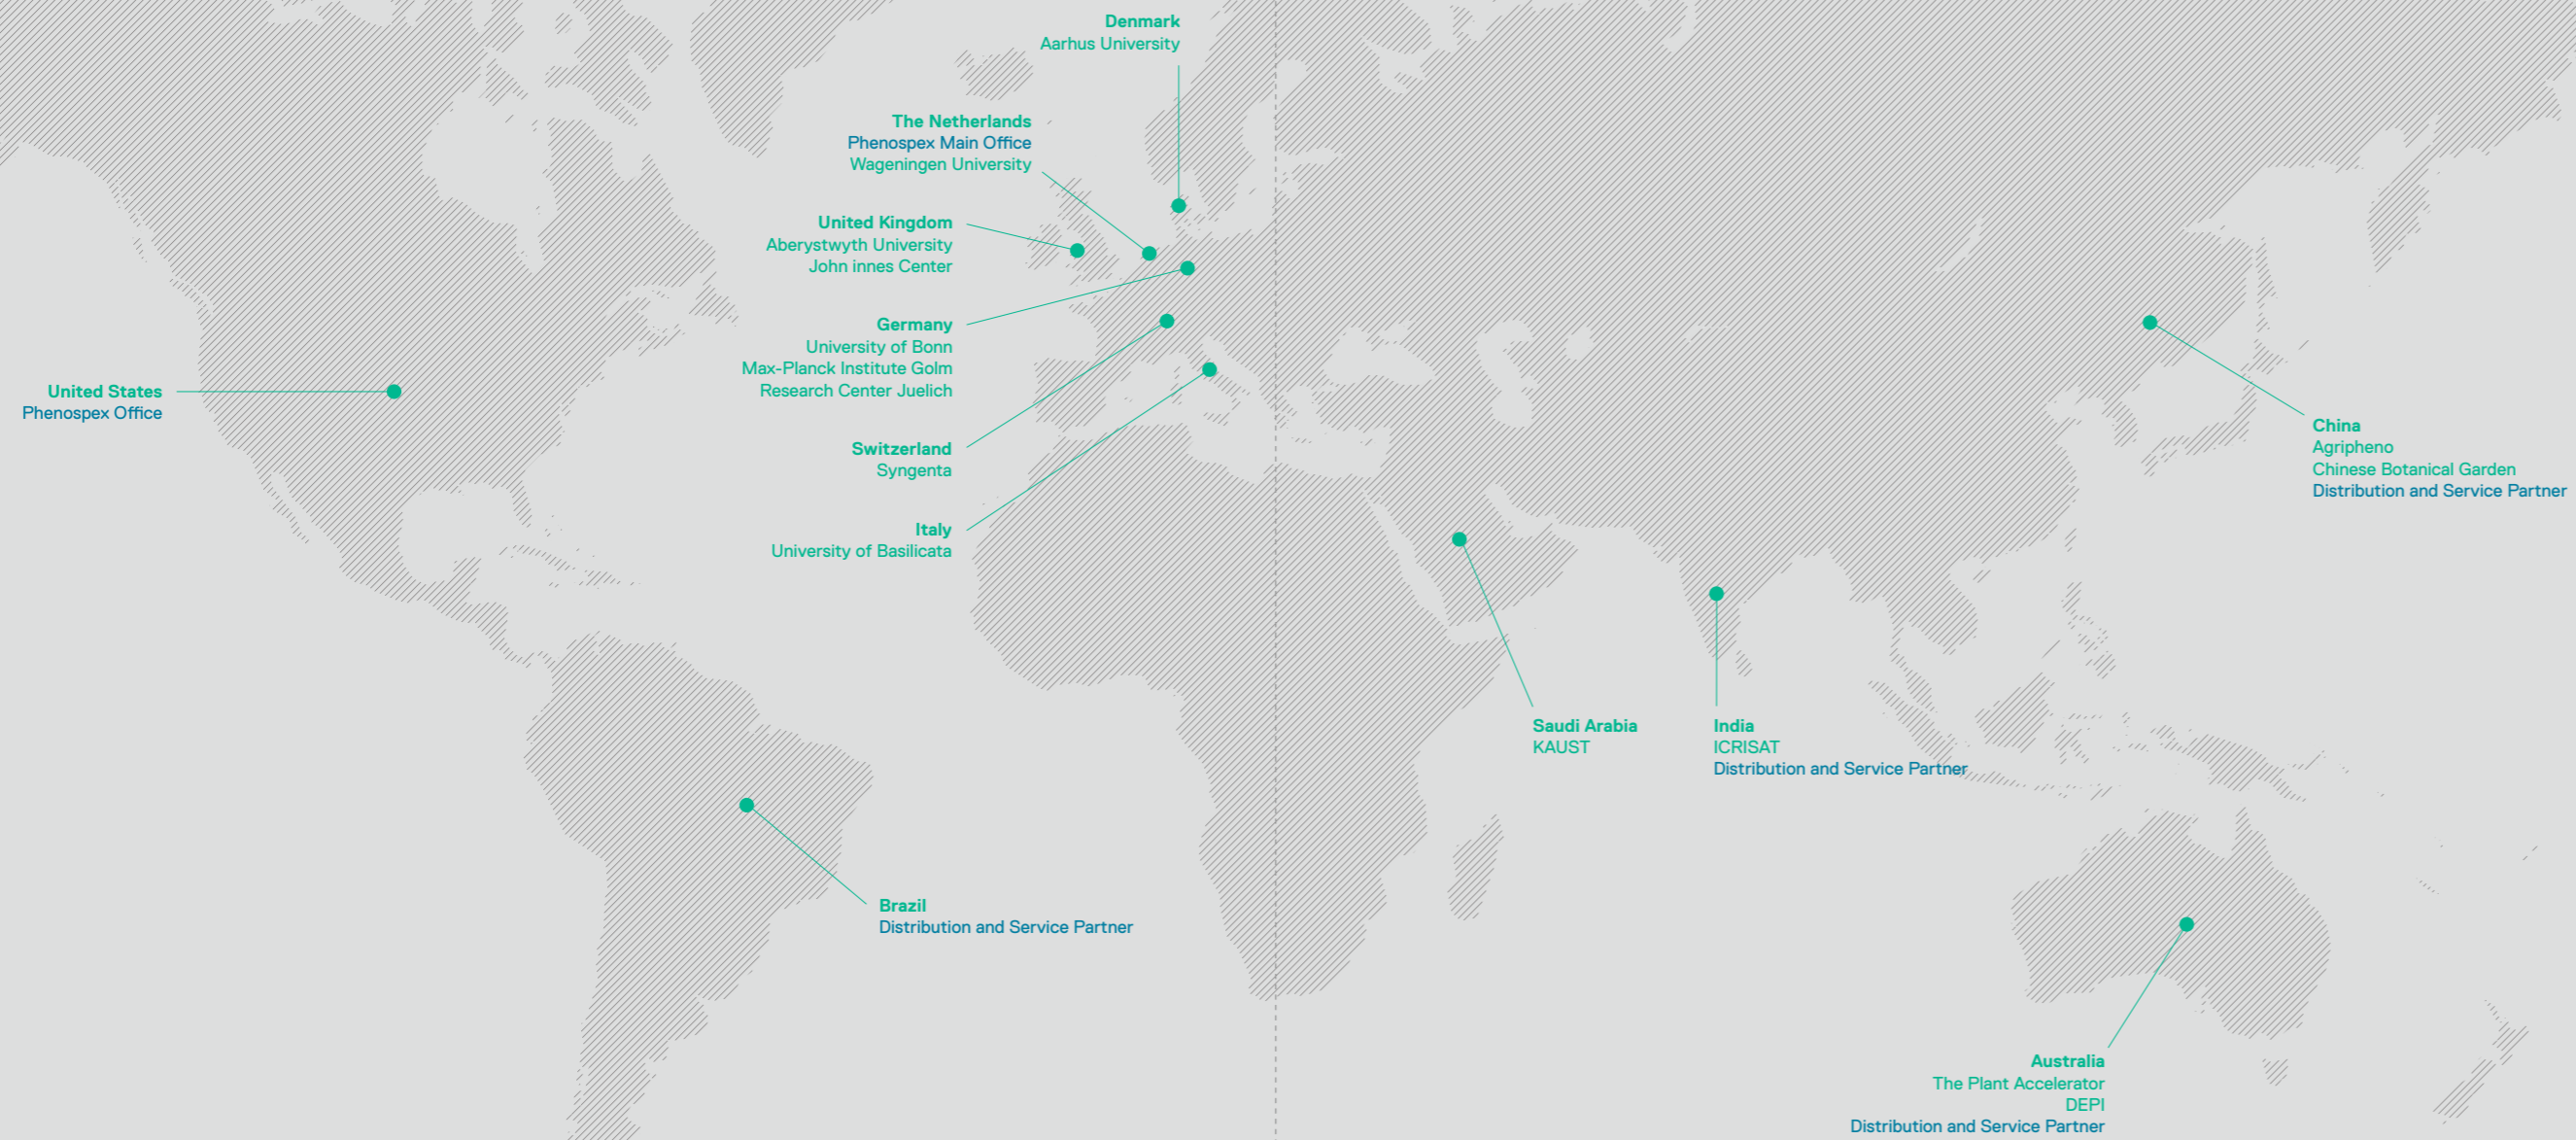 Denmark
Aarhus University
The Netherlands
Phenospex Main Office
Wageningen University
United Kingdom
Aberystwyth University
John innes Center
Germany
University of Bonn
Max-Planck Institute Golm
Research Center Juelich
United States
Phenospex Office
Switzerland
Syngenta
Italy
University of Basilicata
China
Agripheno
Chinese Botanical Garden
Distribution and Service Partner
Saudi Arabia
KAUST
India
ICRISAT
Distribution and Service Partner
Brazil
Distribution and Service Partner
Australia
The Plant Accelerator
DEPI
Distribution and Service Partner